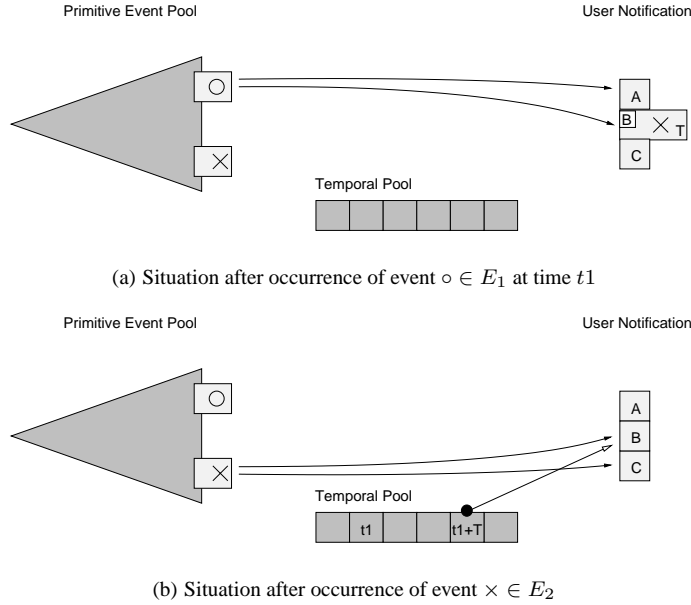 Primitive Event Pool User Notification
A
B × T
× C
Temporal Pool
(a) Situation after occurrence of event ∘ ∈ E₁ at time t1
Primitive Event Pool User Notification
A
B
× C
Temporal Pool
t1 t1+T
(b) Situation after occurrence of event × ∈ E₂